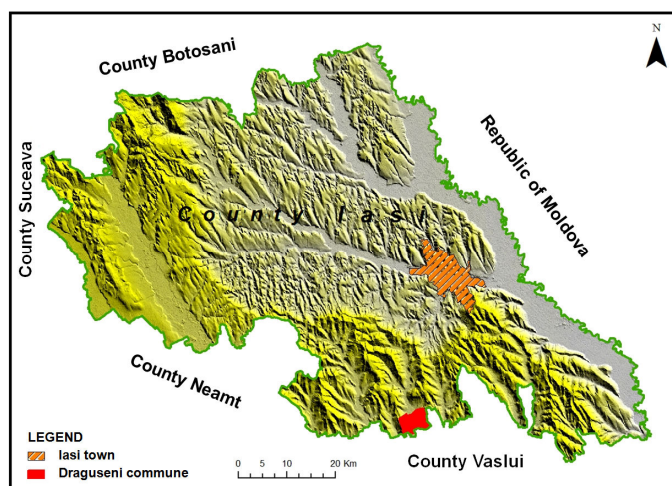 N
County Botosani
Republic of Moldova
County Suceava
County Iasi
County Neamt
County Vaslui
LEGEND
Iasi town
Draguseni commune
0 5 10 20 Km